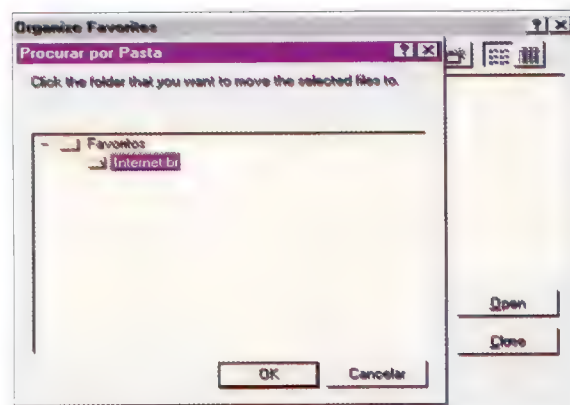 Organize Favorites
Procurar por Pasta
Click the folder that you want to move the selected files to.
Favoritos
Internet br
Open
Close
OK
Cancelar